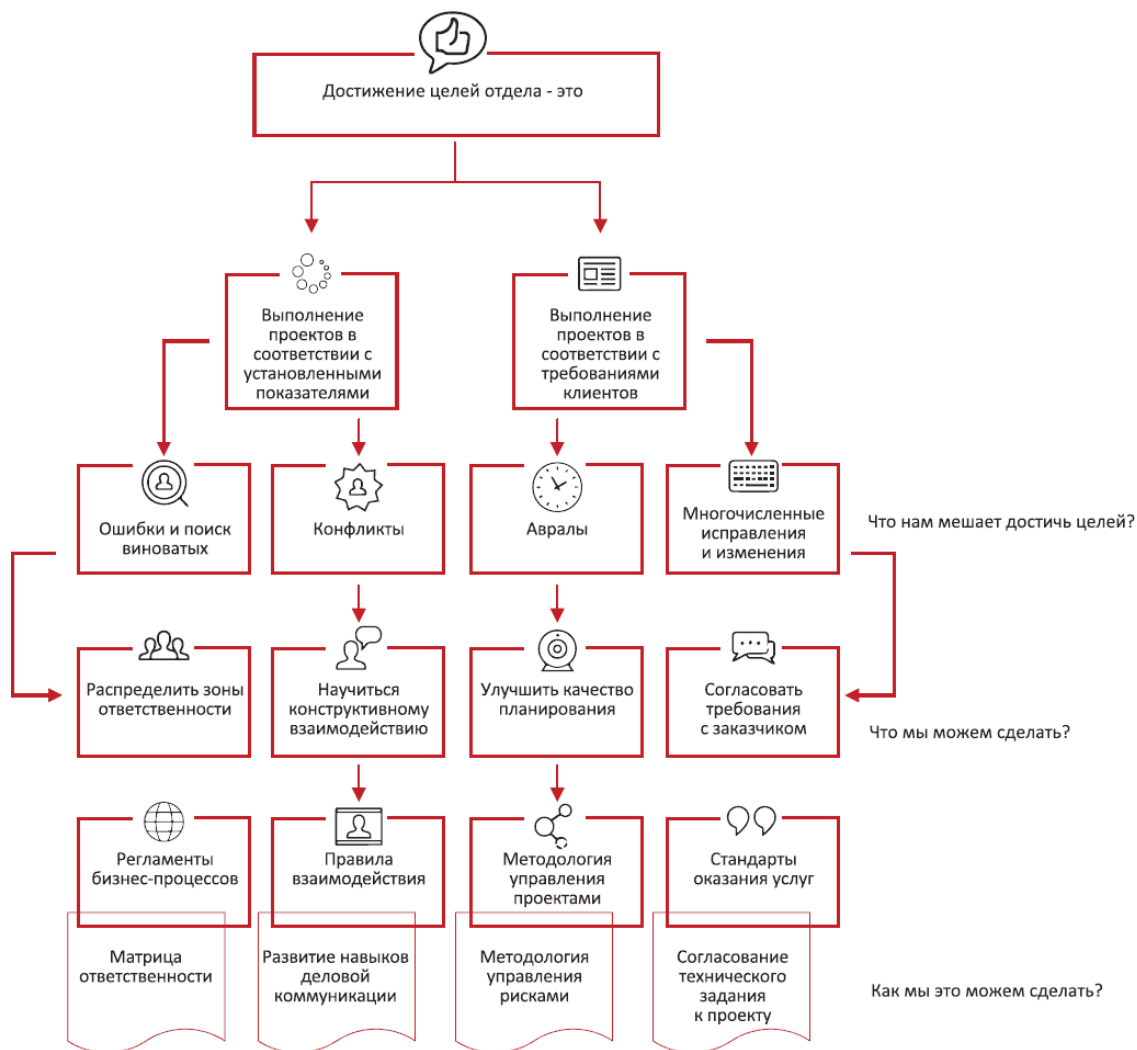 Достижение целей отдела - это
Выполнение
проектов в
соответствии с
установленными
показателями
Выполнение
проектов в
соответствии с
требованиями
клиентов
Ошибки и поиск
виноватых
Конфликты
Авралы
Многочисленные
исправления
и изменения
Что нам мешает достичь целей?
Распределить зоны
ответственности
Научиться
конструктивному
взаимодействию
Улучшить качество
планирования
Согласовать
требования
с заказчиком
Что мы можем сделать?
Регламенты
бизнес-процессов
Правила
взаимодействия
Методология
управления
проектами
Стандарты
оказания услуг
Матрица
ответственности
Развитие навыков
деловой
коммуникации
Методология
управления
рисками
Согласование
технического
задания
к проекту
Как мы это можем сделать?